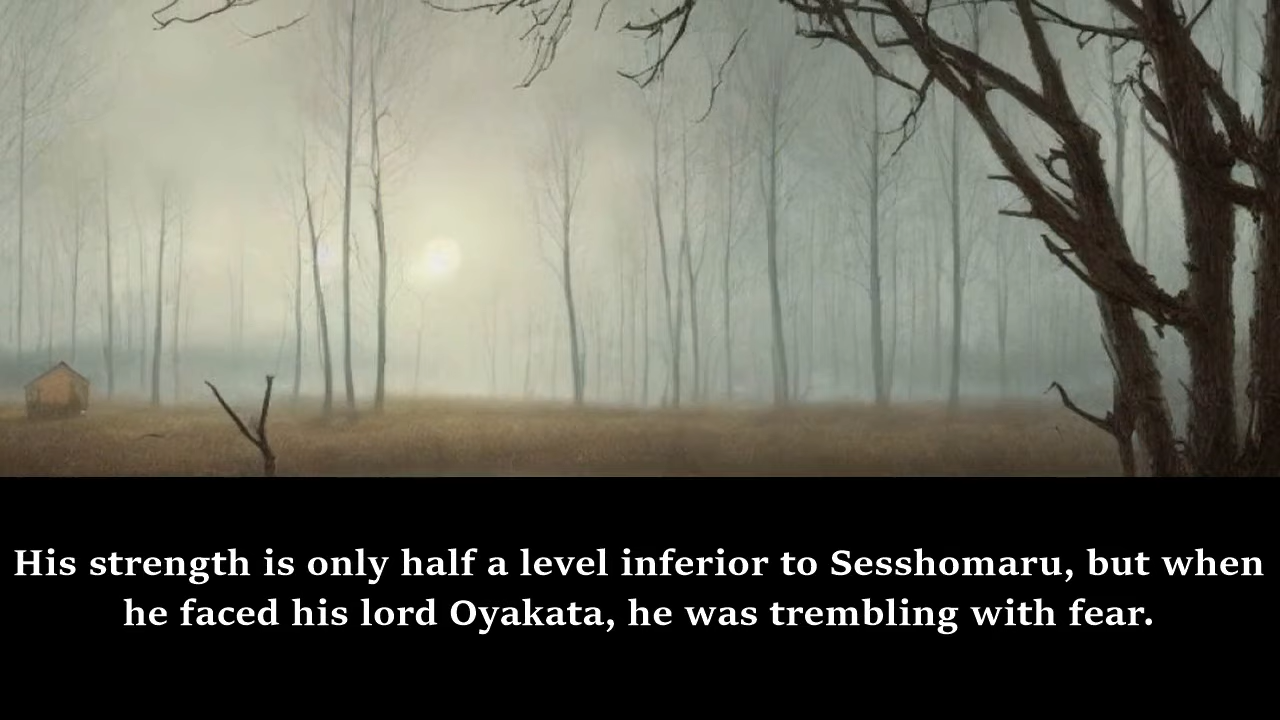 His strength is only half a level inferior to Sesshomaru, but when
he faced his lord Oyakata, he was trembling with fear.